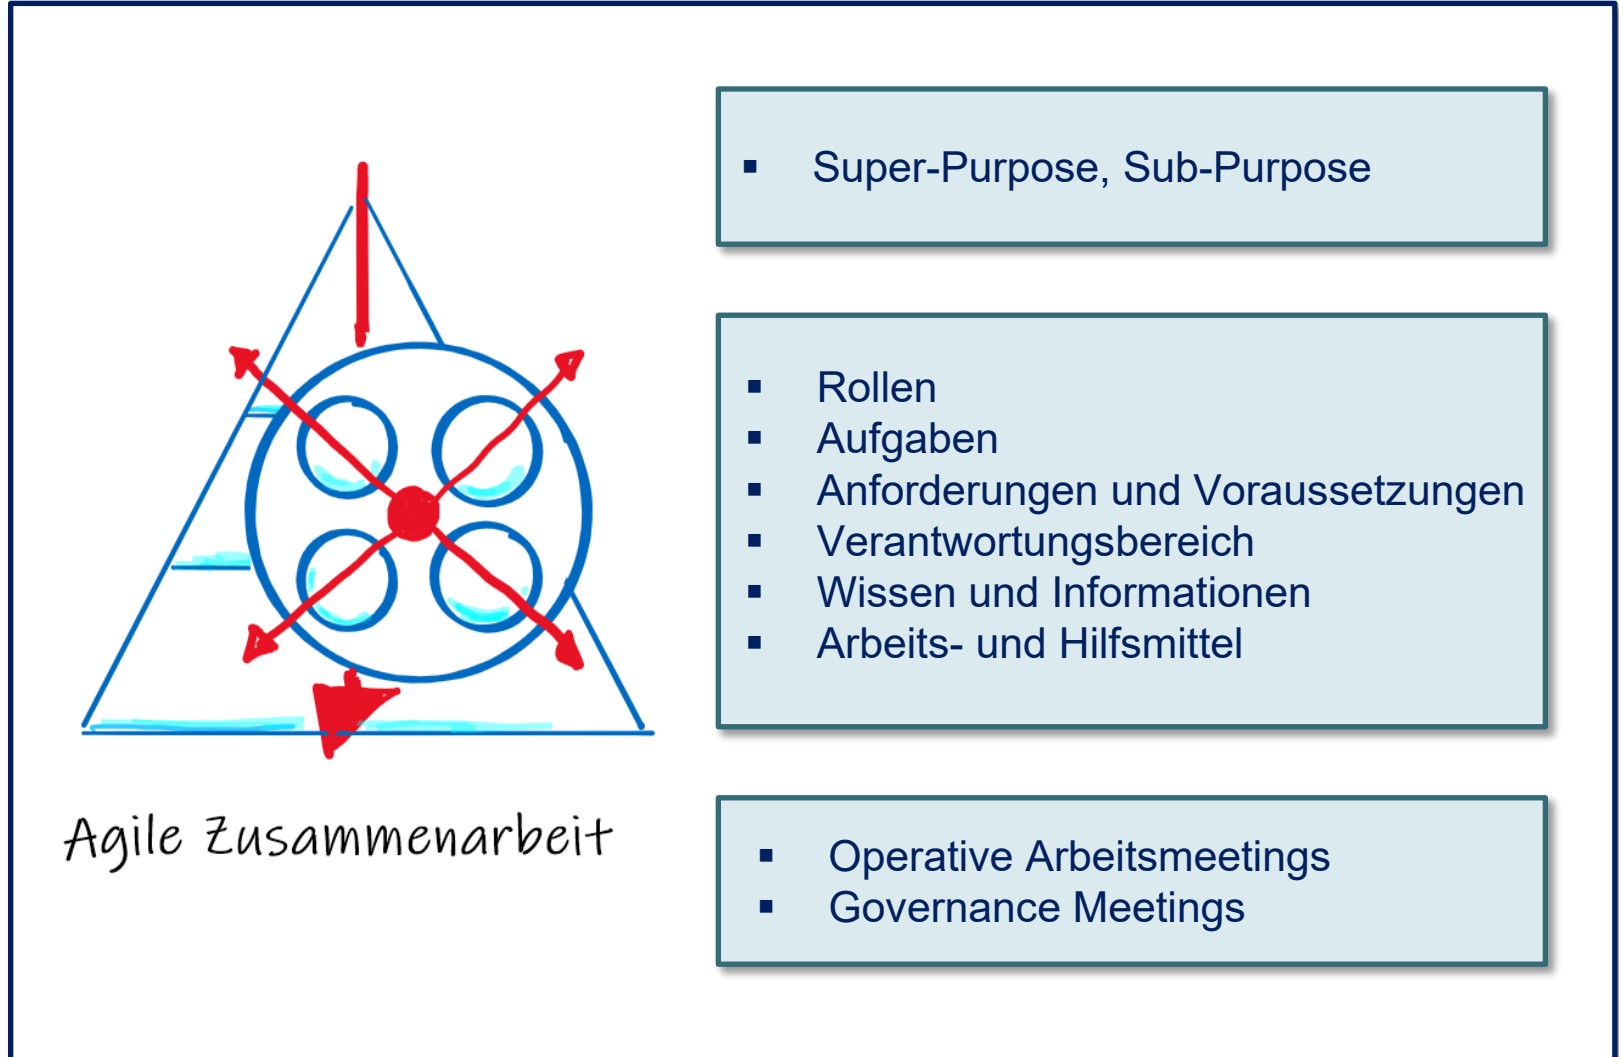 Super-Purpose, Sub-Purpose
Rollen
Aufgaben
Anforderungen und Voraussetzungen
Verantwortungsbereich
Wissen und Informationen
Arbeits- und Hilfsmittel
Agile Zusammenarbeit
Operative Arbeitsmeetings
Governance Meetings